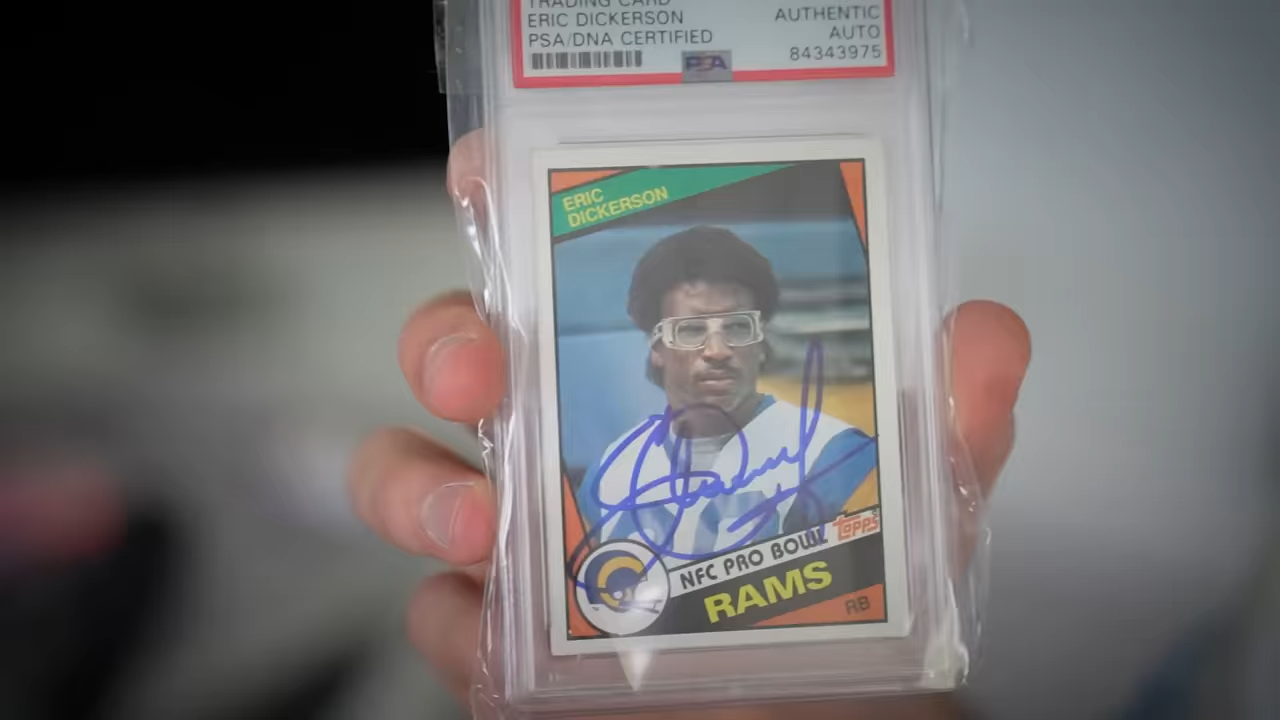 TRADING CARD
ERIC DICKERSON
PSA/DNA CERTIFIED
AUTHENTIC
AUTO
84343975
PSA
ERIC
DICKERSON
topps
NFC PRO BOWL
RAMS
RB